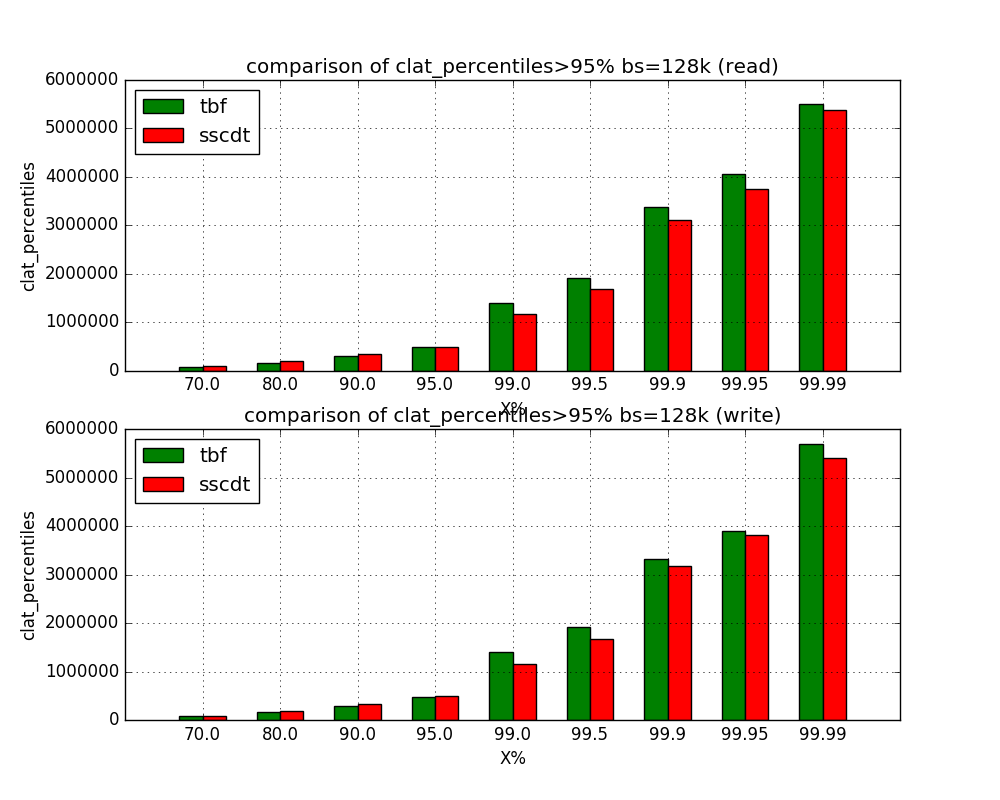 comparison of clat_percentiles>95% bs=128k (read)
6000000
5000000
4000000
3000000
2000000
1000000
0
clat_percentiles
tbf
sscdt
70.0 80.0 90.0 95.0 99.0 99.5 99.9 99.95 99.99
X%
comparison of clat_percentiles>95% bs=128k (write)
6000000
5000000
4000000
3000000
2000000
1000000
0
clat_percentiles
tbf
sscdt
70.0 80.0 90.0 95.0 99.0 99.5 99.9 99.95 99.99
X%